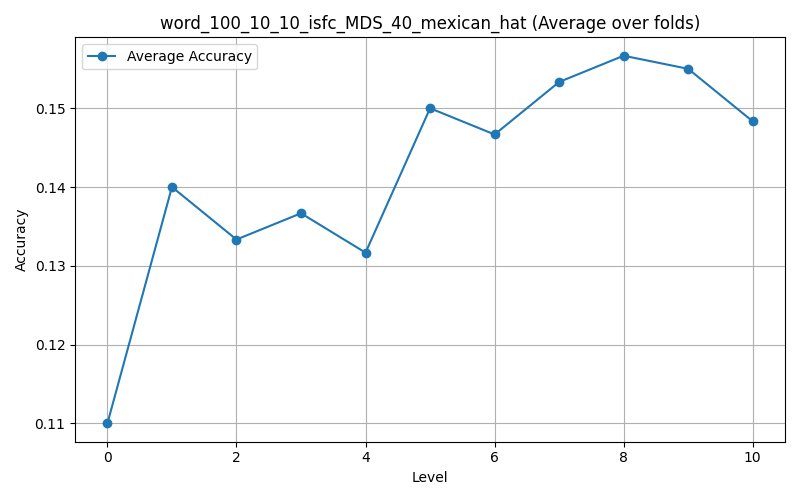 word_100_10_10_isfc_MDS_40_mexican_hat (Average over folds)
Average Accuracy
0.15
0.14
0.13
0.12
0.11
Accuracy
0 2 4 6 8 10
Level